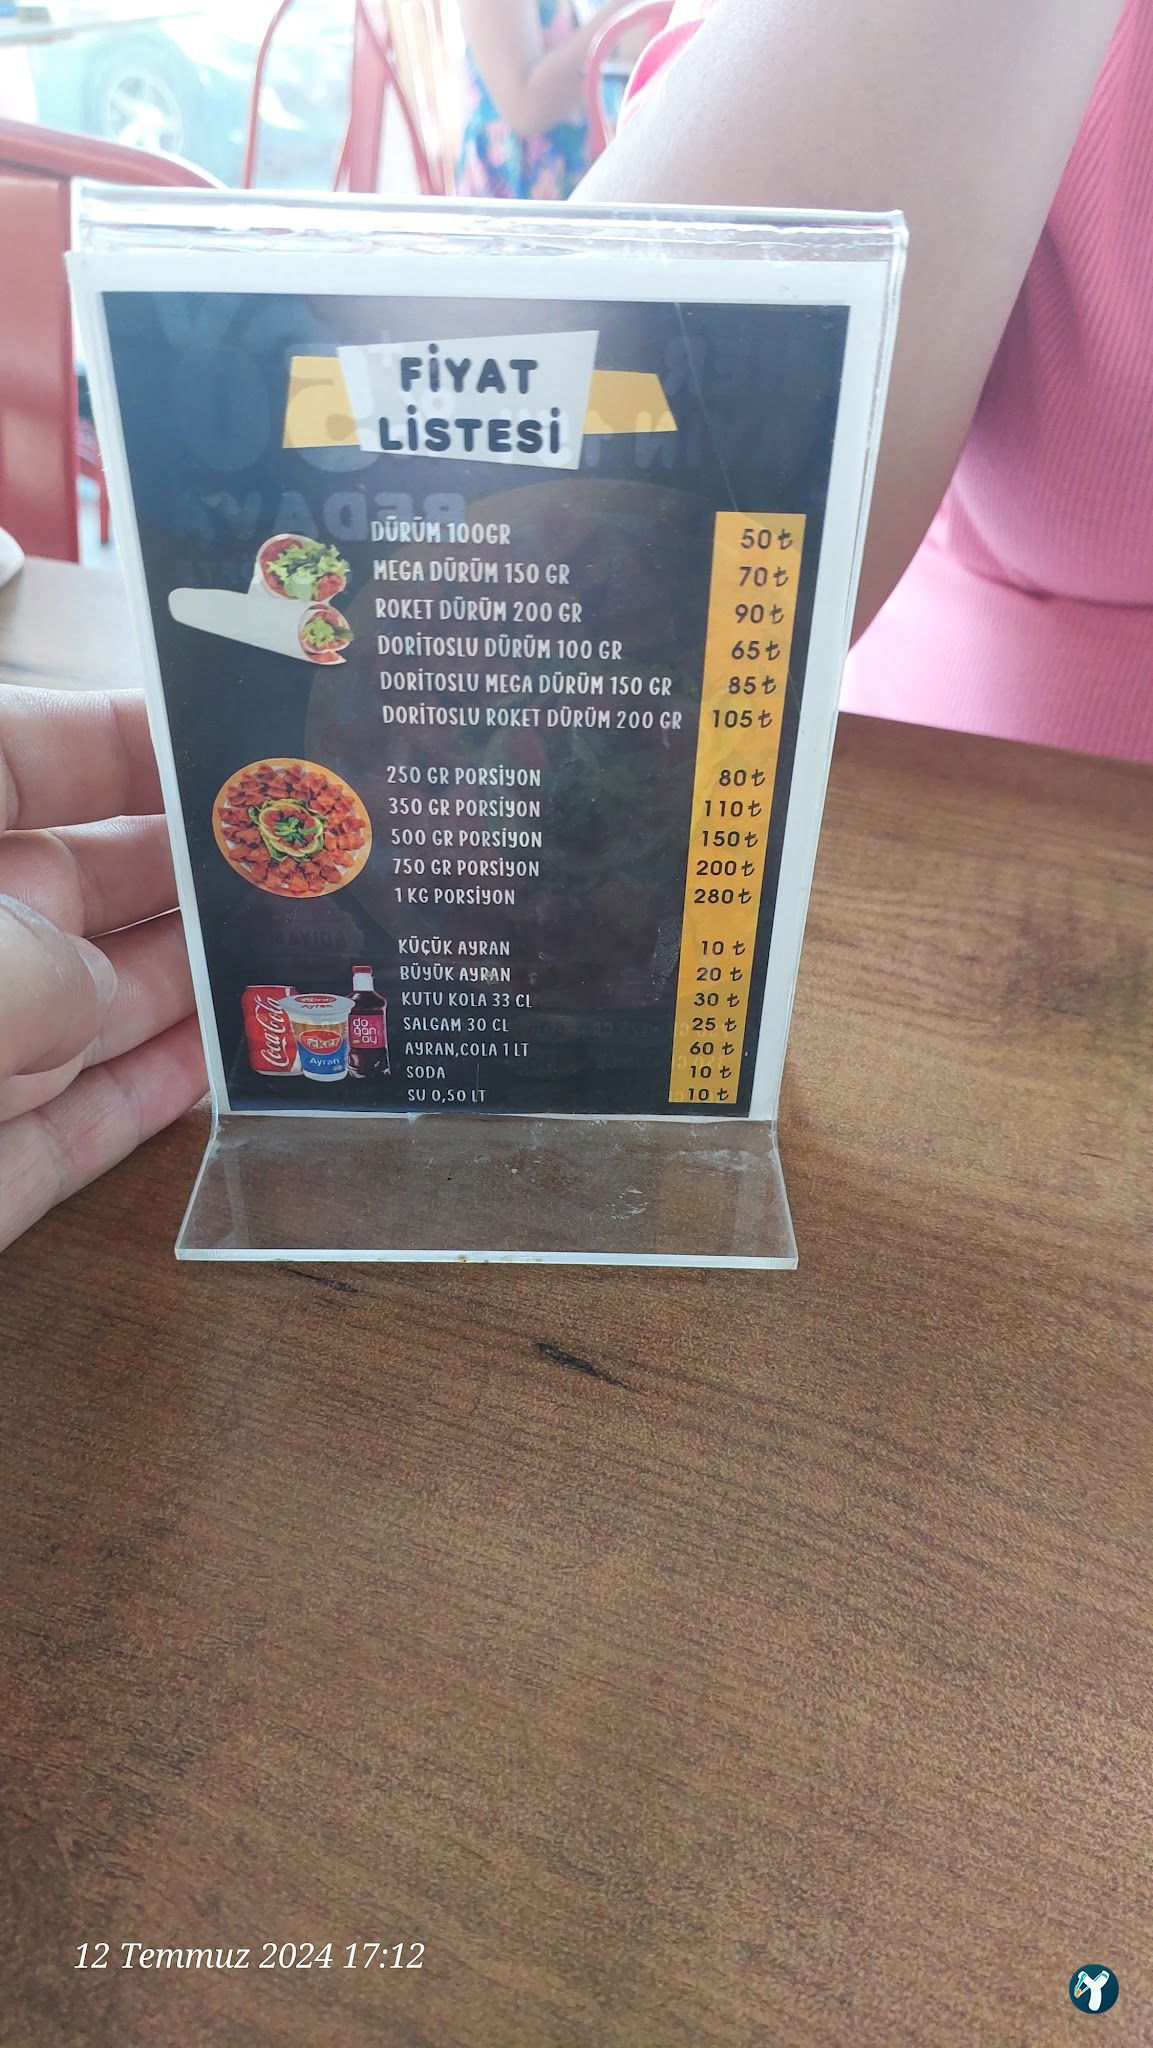 FİYAT
LİSTESİ
DÜRÜM 100GR 50₺
MEGA DÜRÜM 150 GR 70₺
ROKET DÜRÜM 200 GR 90₺
DORİTOSLU DÜRÜM 100 GR 65₺
DORİTOSLU MEGA DÜRÜM 150 GR 85₺
DORİTOSLU ROKET DÜRÜM 200 GR 105₺
250 GR PORSİYON 80₺
350 GR PORSİYON 110₺
500 GR PORSİYON 150₺
750 GR PORSİYON 200₺
1 KG PORSİYON 280₺
KÜÇÜK AYRAN 10 ₺
BÜYÜK AYRAN 20 ₺
KUTU KOLA 33 CL 30 ₺
SALGAM 30 CL 25 ₺
AYRAN,COLA 1 LT 60 ₺
SODA 10 ₺
SU 0,50 LT 10 ₺
Coca-Cola
Ayran
eker
Ayran
do
ğan
ay
12 Temmuz 2024 17:12